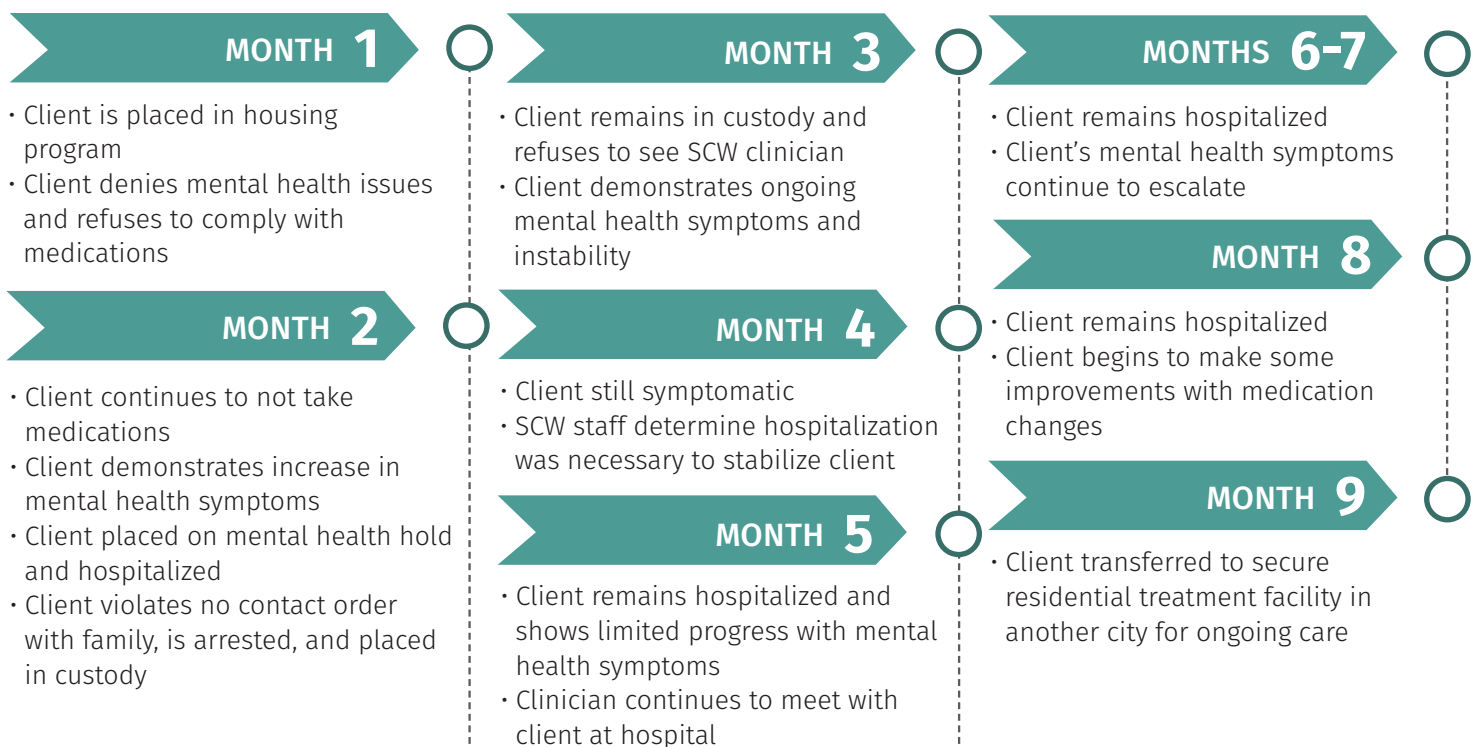 MONTH 1
· Client is placed in housing
program
· Client denies mental health issues
and refuses to comply with
medications
MONTH 2
· Client continues to not take
medications
· Client demonstrates increase in
mental health symptoms
· Client placed on mental health hold
and hospitalized
· Client violates no contact order
with family, is arrested, and placed
in custody
MONTH 3
· Client remains in custody and
refuses to see SCW clinician
· Client demonstrates ongoing
mental health symptoms and
instability
MONTH 4
· Client still symptomatic
· SCW staff determine hospitalization
was necessary to stabilize client
MONTH 5
· Client remains hospitalized and
shows limited progress with mental
health symptoms
· Clinician continues to meet with
client at hospital
MONTHS 6-7
· Client remains hospitalized
· Client’s mental health symptoms
continue to escalate
MONTH 8
· Client remains hospitalized
· Client begins to make some
improvements with medication
changes
MONTH 9
· Client transferred to secure
residential treatment facility in
another city for ongoing care